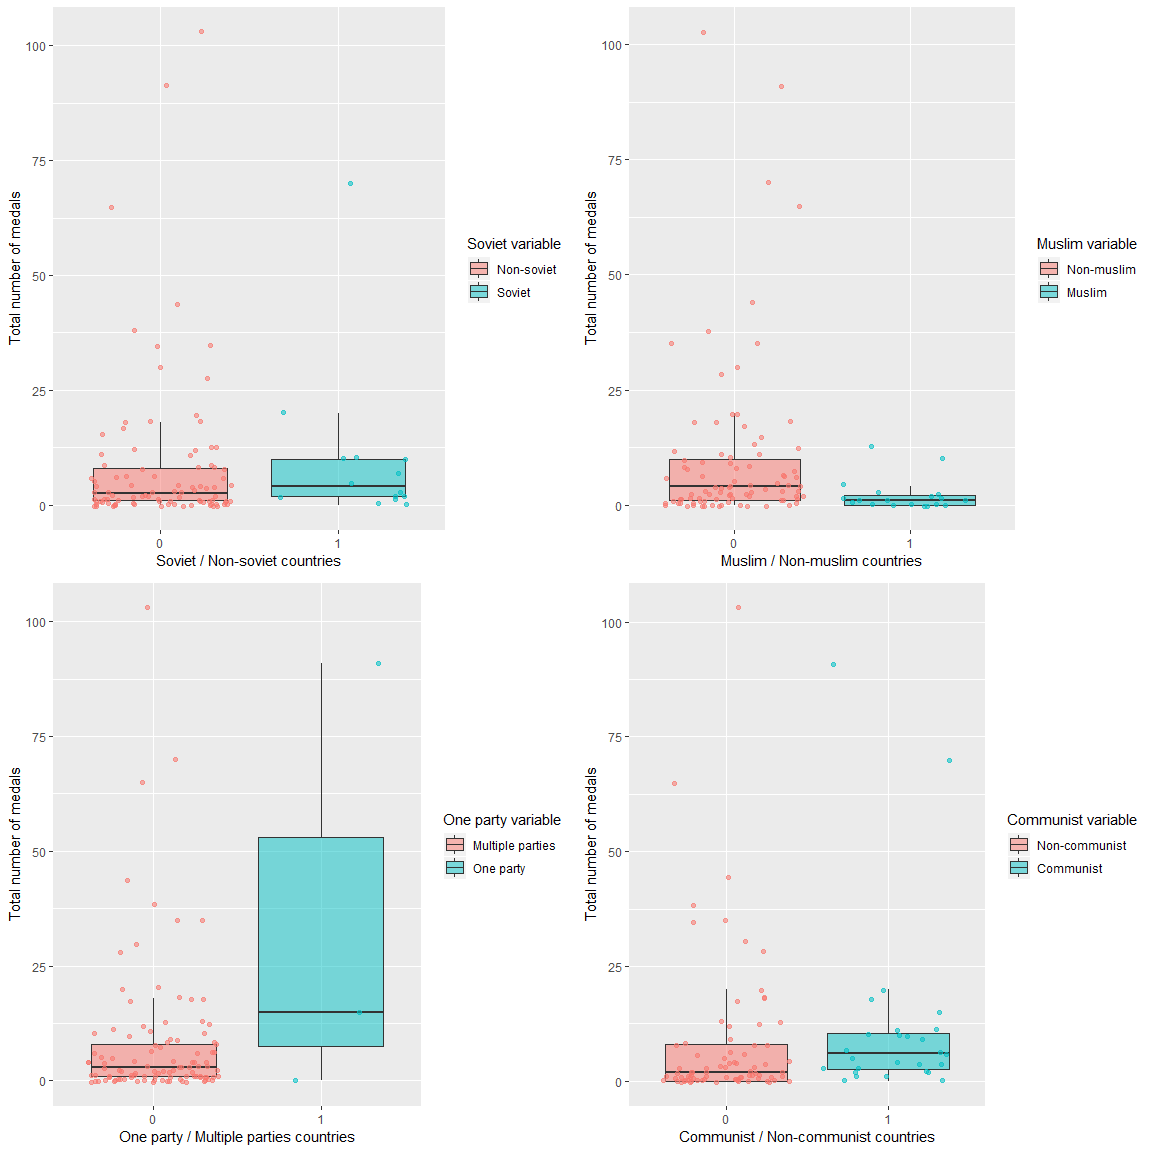 100
75
50
25
0
Total number of medals
0
1
Soviet / Non-soviet countries
Soviet variable
Non-soviet
Soviet
100
75
50
25
0
Total number of medals
0
1
Muslim / Non-muslim countries
Muslim variable
Non-muslim
Muslim
100
75
50
25
0
Total number of medals
0
1
One party / Multiple parties countries
One party variable
Multiple parties
One party
100
75
50
25
0
Total number of medals
0
1
Communist / Non-communist countries
Communist variable
Non-communist
Communist